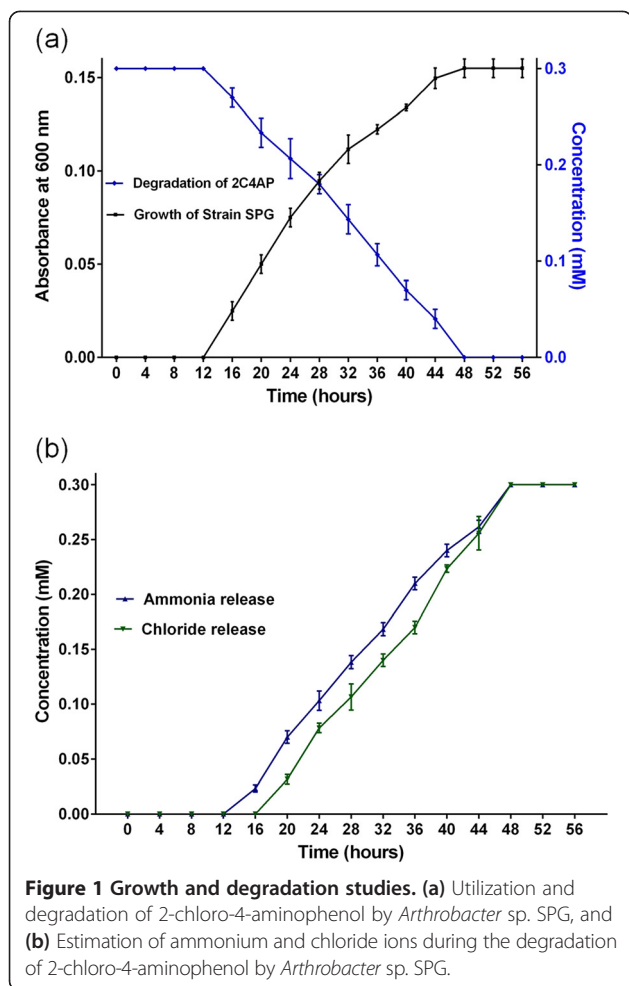 (a)
0.15
0.10
0.05
0.00
Absorbance at 600 nm
Degradation of 2C4AP
Growth of Strain SPG
0.3
0.2
0.1
0.0
Concentration (mM)
0 4 8 12 16 20 24 28 32 36 40 44 48 52 56
Time (hours)
(b)
0.30
0.25
0.20
0.15
0.10
0.05
0.00
Concentration (mM)
Ammonia release
Chloride release
0 4 8 12 16 20 24 28 32 36 40 44 48 52 56
Time (hours)
Figure 1 Growth and degradation studies. (a) Utilization and
degradation of 2-chloro-4-aminophenol by Arthrobacter sp. SPG, and
(b) Estimation of ammonium and chloride ions during the degradation
of 2-chloro-4-aminophenol by Arthrobacter sp. SPG.